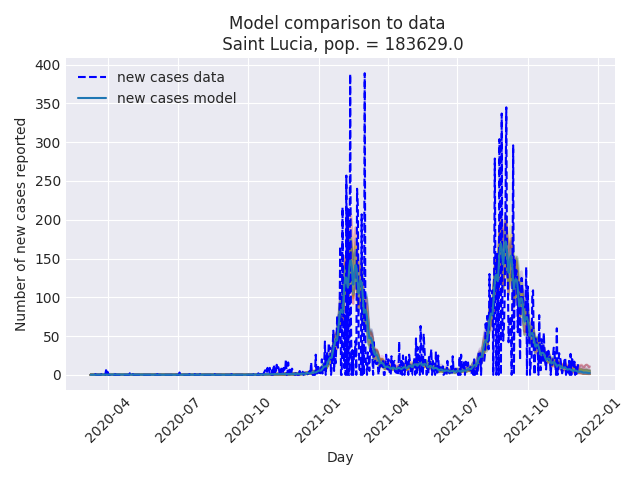 Model comparison to data
Saint Lucia, pop. = 183629.0
new cases data
new cases model
Number of new cases reported
400
350
300
250
200
150
100
50
0
2020-04
2020-07
2020-10
2021-01
2021-04
2021-07
2021-10
2022-01
Day